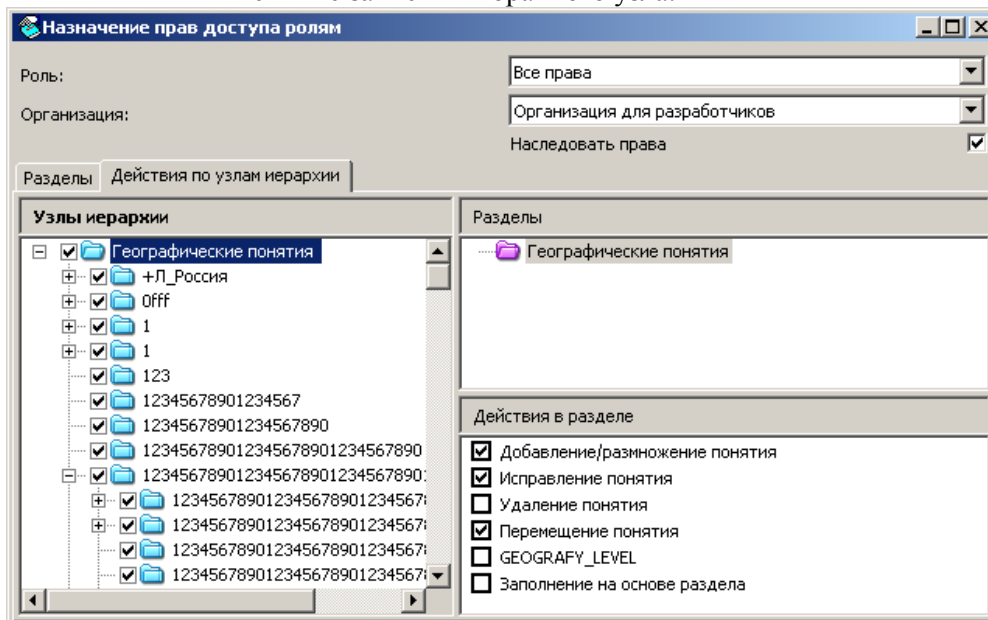 Назначение прав доступа ролям
Роль:
Все права
Организация:
Организация для разработчиков
Наследовать права
Разделы
Действия по узлам иерархии
Узлы иерархии
Географические понятия
+Л_Россия
0fff
1
1
123
12345678901234567
12345678901234567890
123456789012345678901234567890
Разделы
Географические понятия
Действия в разделе
Добавление/размножение понятия
Исправление понятия
Удаление понятия
Перемещение понятия
GEOGRAFY_LEVEL
Заполнение на основе раздела